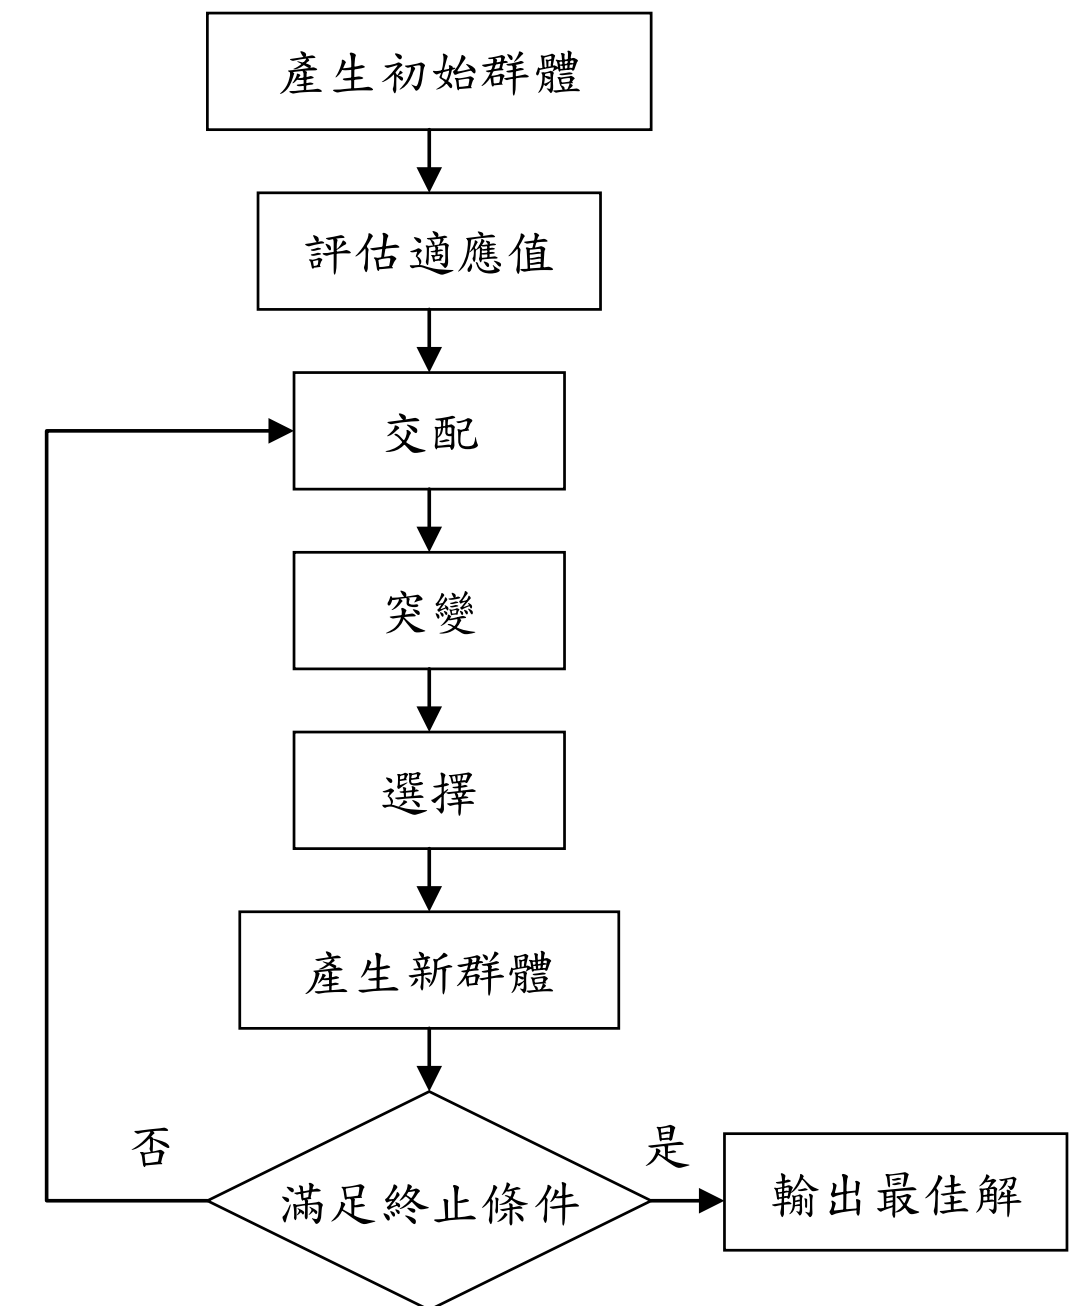 產生初始群體
評估適應值
交配
突變
選擇
產生新群體
否
是
滿足終止條件
輸出最佳解